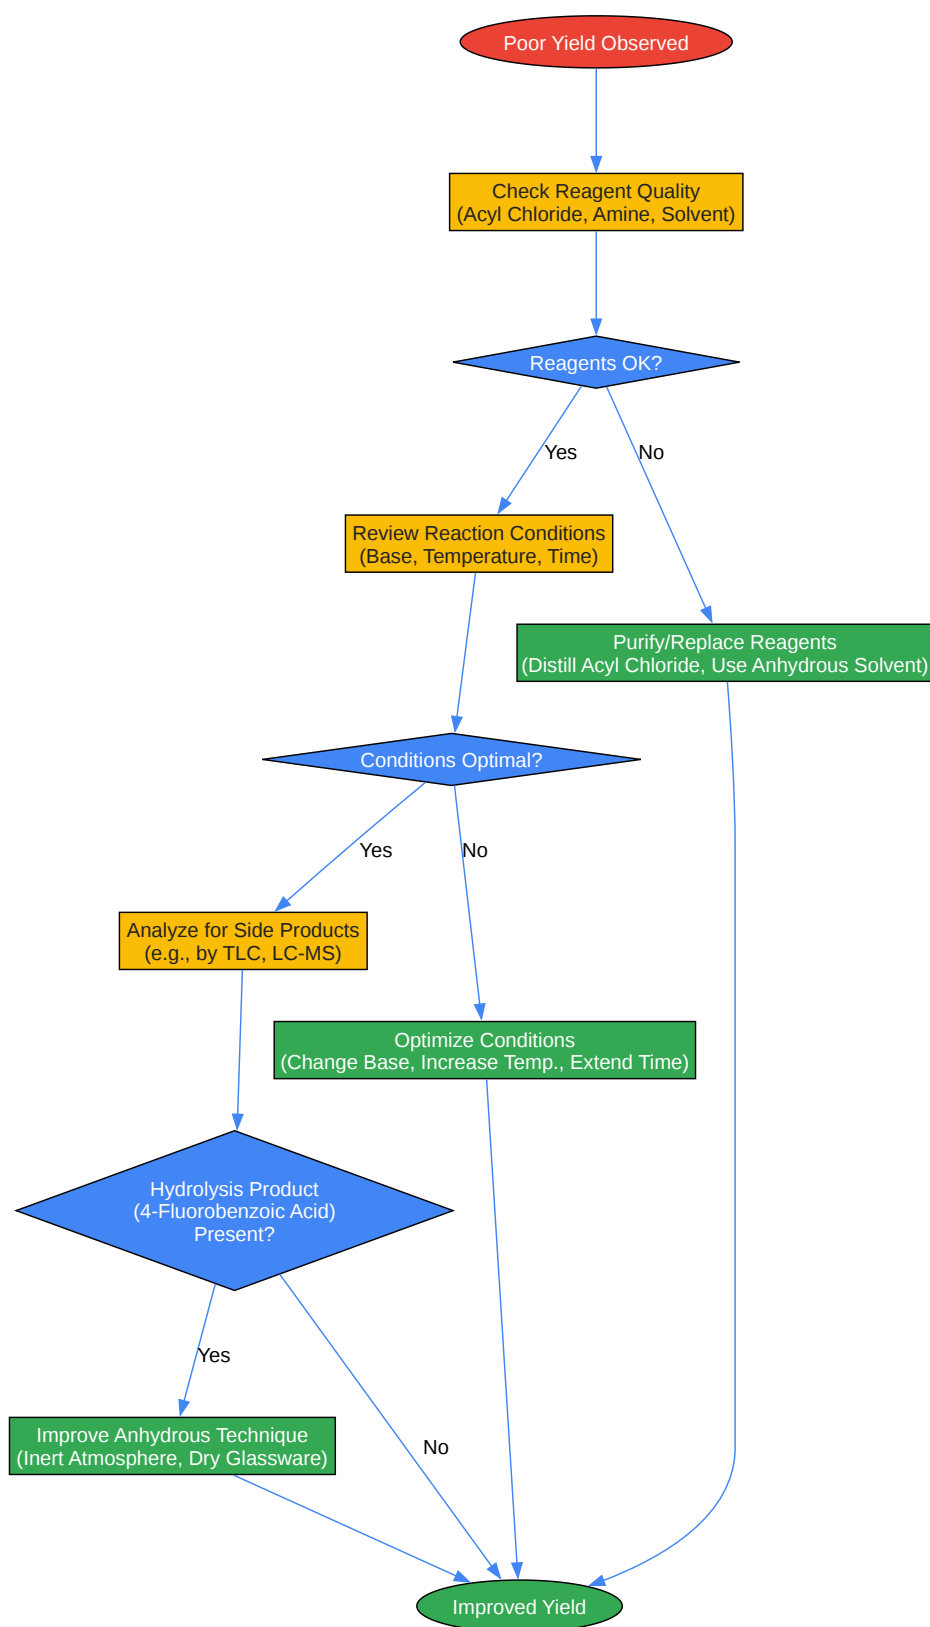 Poor Yield Observed
Check Reagent Quality
(Acyl Chloride, Amine, Solvent)
Reagents OK?
Yes
No
Review Reaction Conditions
(Base, Temperature, Time)
Purify/Replace Reagents
(Distill Acyl Chloride, Use Anhydrous Solvent)
Conditions Optimal?
Yes
No
Analyze for Side Products
(e.g., by TLC, LC-MS)
Optimize Conditions
(Change Base, Increase Temp., Extend Time)
Hydrolysis Product
(4-Fluorobenzoic Acid)
Present?
Yes
Improve Anhydrous Technique
(Inert Atmosphere, Dry Glassware)
No
Improved Yield